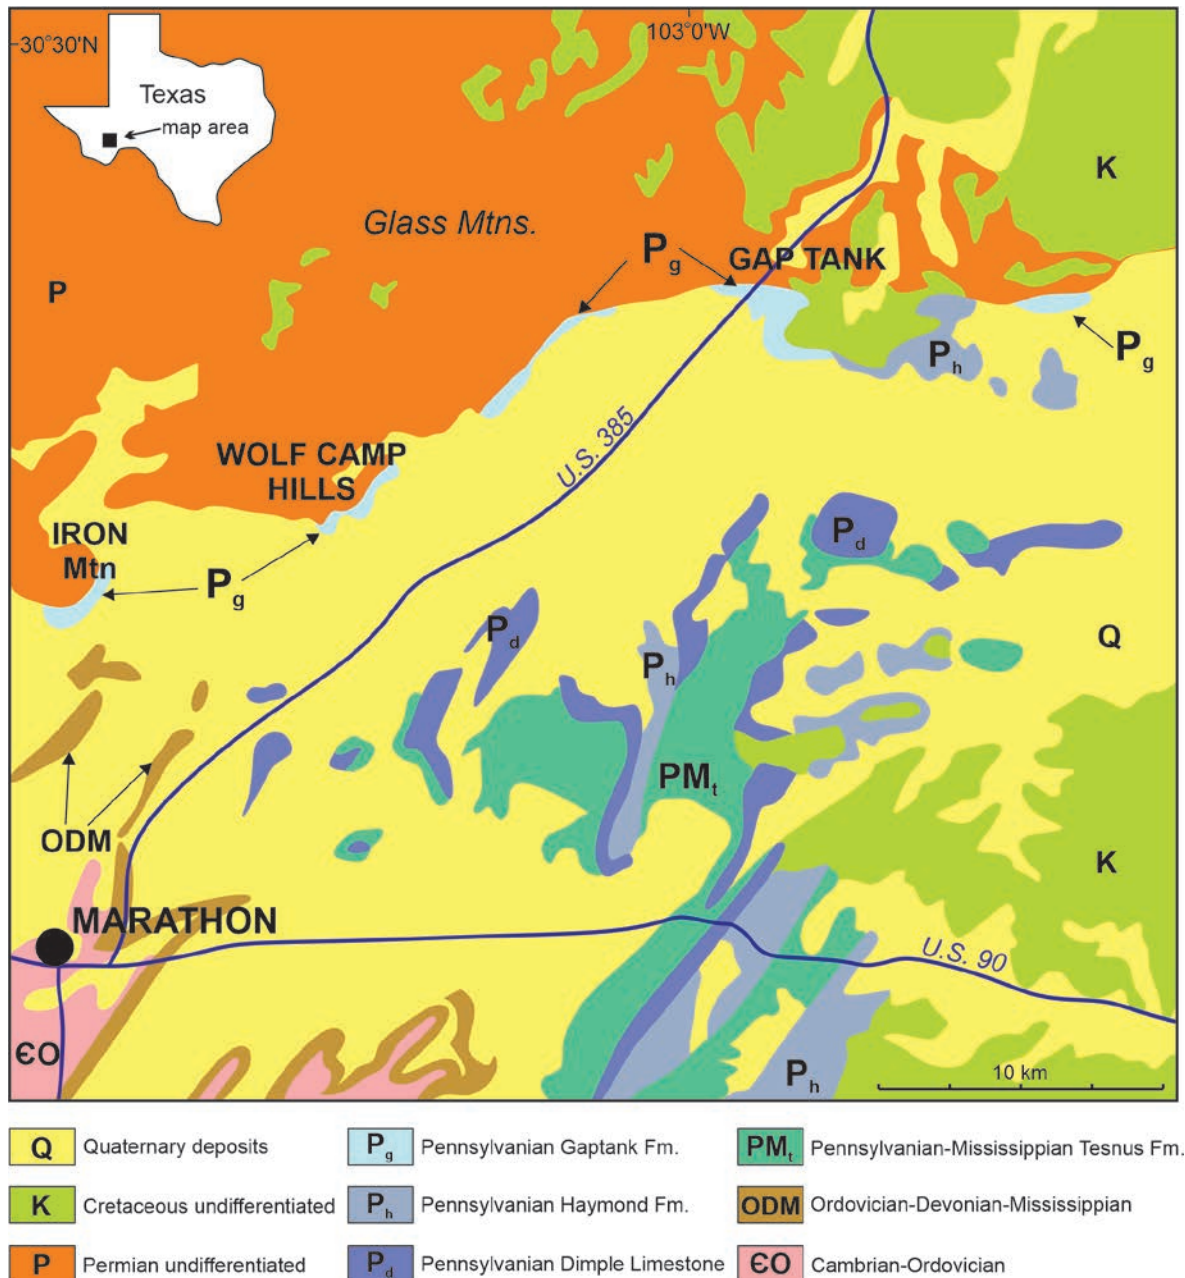 30°30'N
103°0'W
Texas
map area
K
Glass Mtns.
P
Pg
GAP TANK
Ph
Pg
U.S. 385
WOLF CAMP
HILLS
IRON
Mtn
Pg
Pd
Pd
Ph
Q
PMt
ODM
K
MARATHON
U.S. 90
ЄO
Ph
10 km
Q Quaternary deposits
Pg Pennsylvanian Gaptank Fm.
PMt Pennsylvanian-Mississippian Tesnus Fm.
K Cretaceous undifferentiated
Ph Pennsylvanian Haymond Fm.
ODM Ordovician-Devonian-Mississippian
P Permian undifferentiated
Pd Pennsylvanian Dimple Limestone
ЄO Cambrian-Ordovician